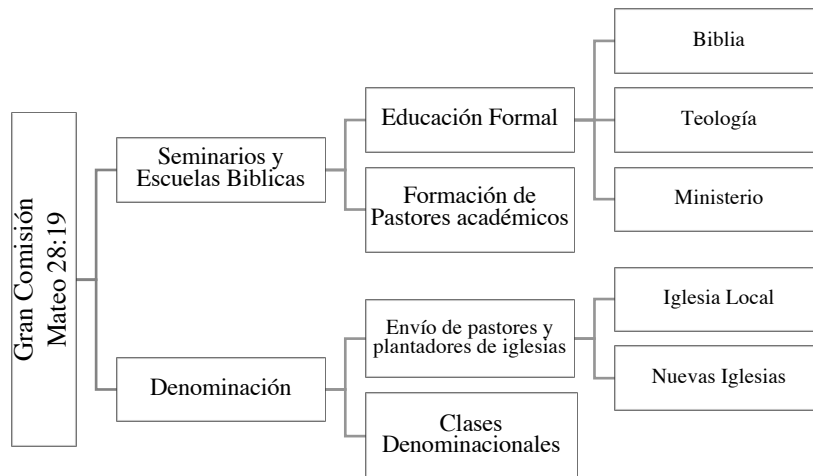 Gran Comisión
Mateo 28:19
Seminarios y
Escuelas Biblicas
Educación Formal
Biblia
Teología
Ministerio
Formación de
Pastores académicos
Denominación
Envío de pastores y
plantadores de iglesias
Iglesia Local
Nuevas Iglesias
Clases
Denominacionales